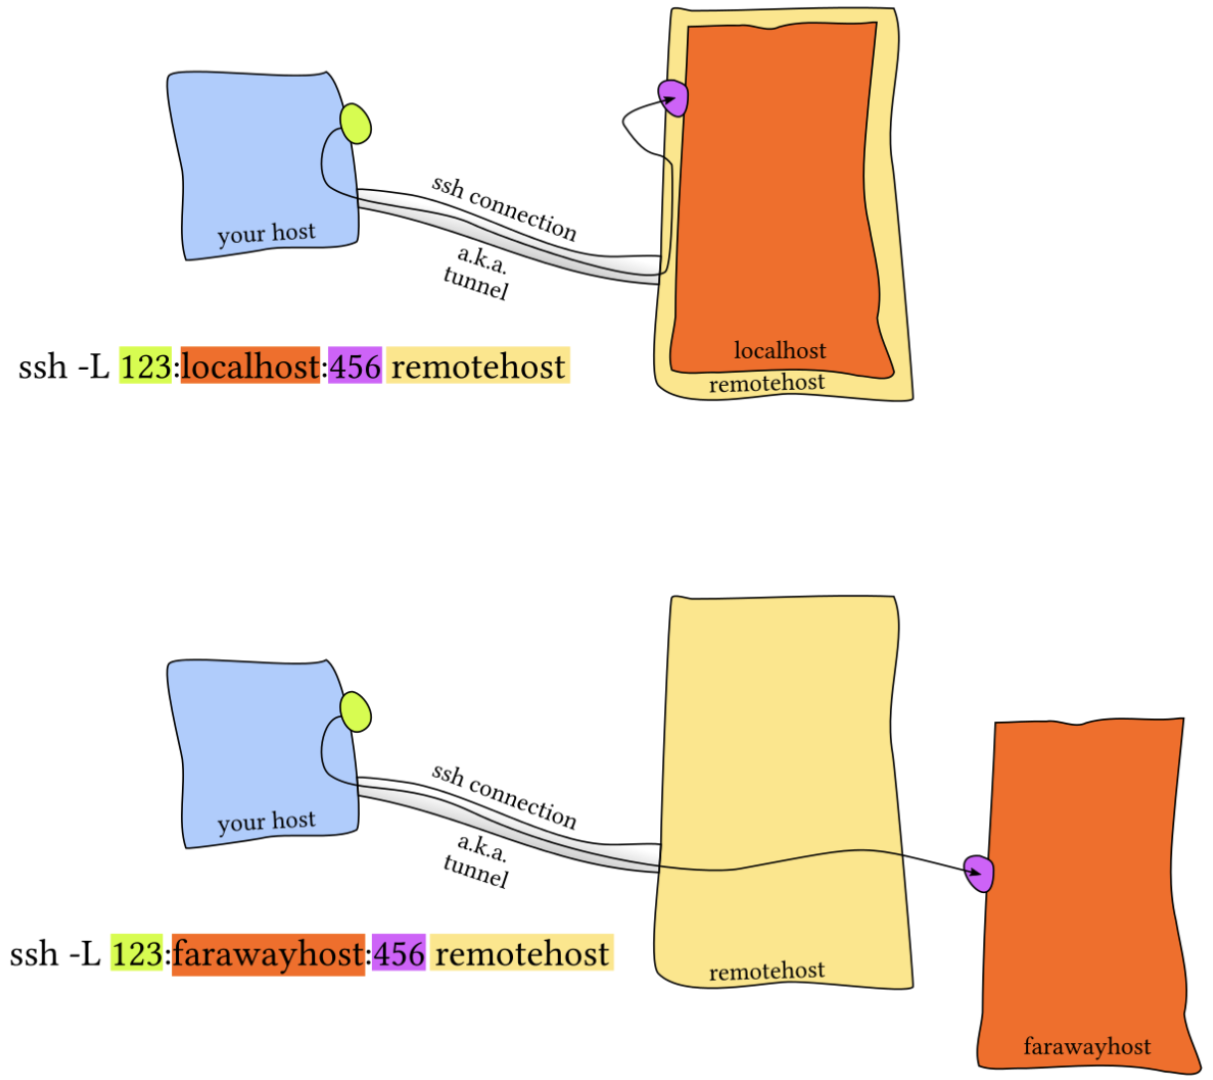 your host
ssh connection
a.k.a.
tunnel
localhost
remotehost
ssh -L 123:localhost:456 remotehost
your host
ssh connection
a.k.a.
tunnel
remotehost
farawayhost
ssh -L 123:farawayhost:456 remotehost